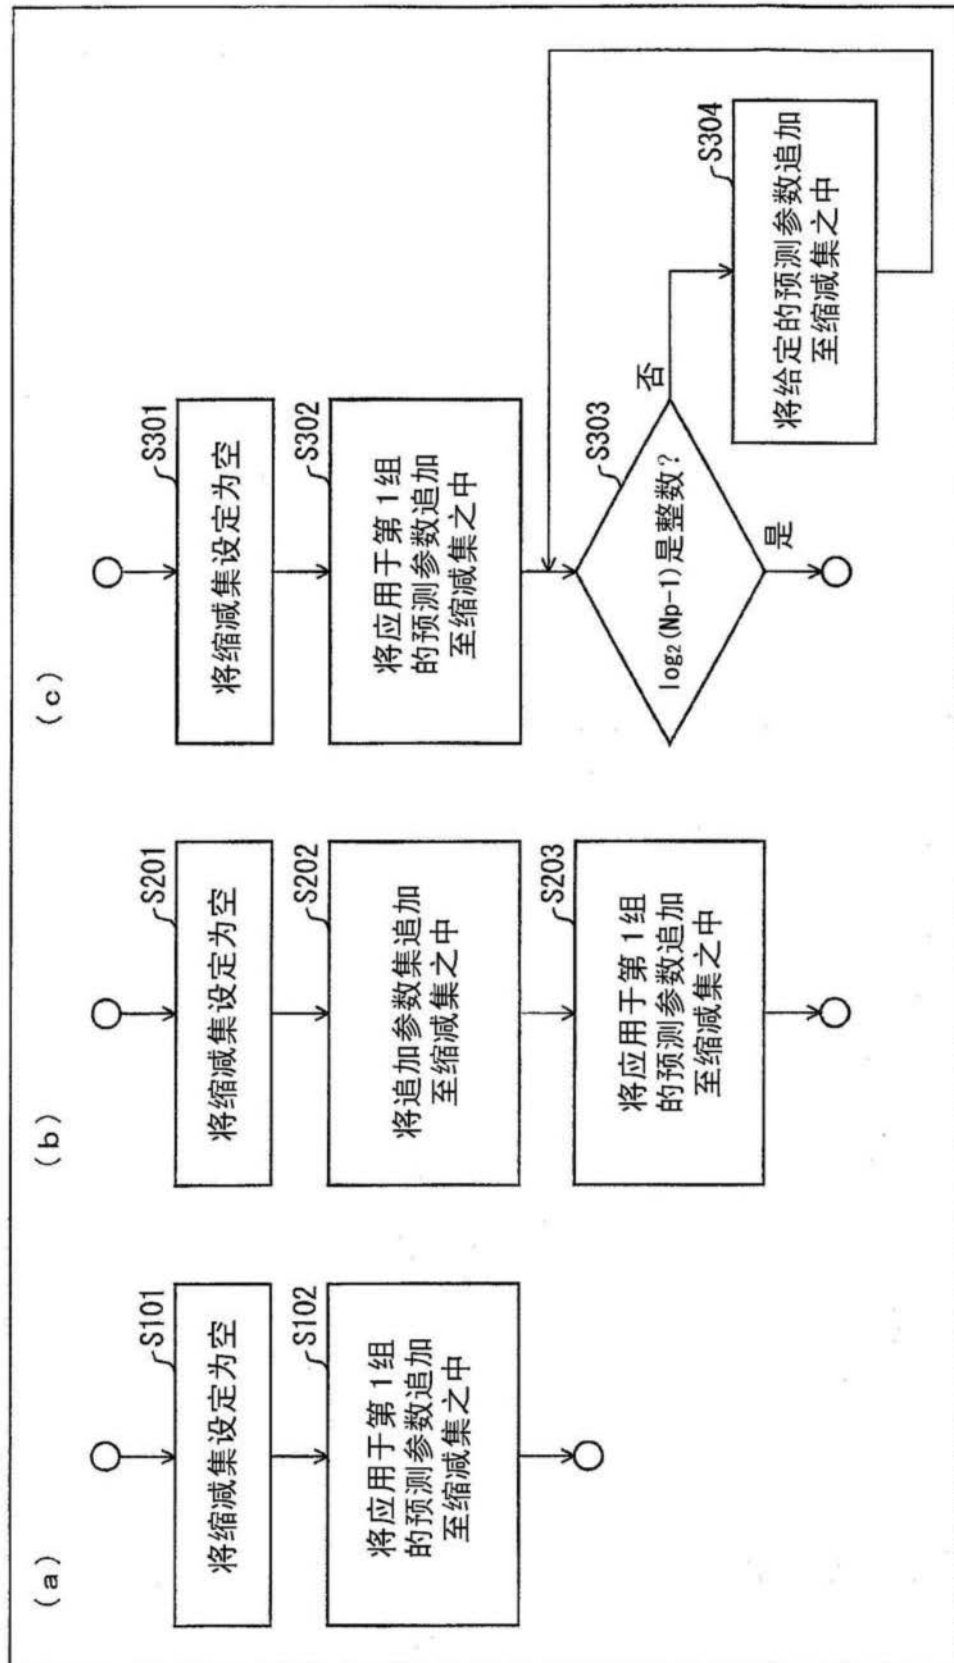 (a)
S101
将缩减集设定为空
S102
将应用于第1组
的预测参数追加
至缩减集之中
(b)
S201
将缩减集设定为空
S202
将追加参数集追加
至缩减集之中
S203
将应用于第1组
的预测参数追加
至缩减集之中
(c)
S301
将缩减集设定为空
S302
将应用于第1组
的预测参数追加
至缩减集之中
S303
log₂(Np-1)是整数?
否
是
S304
将给定的预测参数追加
至缩减集之中